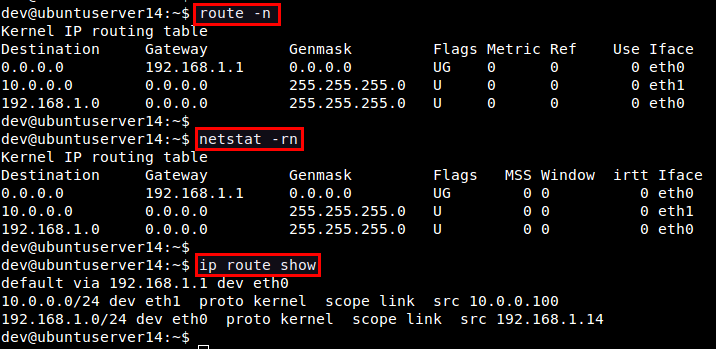 dev@ubuntuserver14:~$ route -n
Kernel IP routing table
Destination     Gateway         Genmask         Flags Metric Ref    Use Iface
0.0.0.0         192.168.1.1     0.0.0.0         UG    0      0        0 eth0
10.0.0.0        0.0.0.0         255.255.255.0   U     0      0        0 eth1
192.168.1.0     0.0.0.0         255.255.255.0   U     0      0        0 eth0
dev@ubuntuserver14:~$
dev@ubuntuserver14:~$ netstat -rn
Kernel IP routing table
Destination     Gateway         Genmask         Flags   MSS Window  irtt Iface
0.0.0.0         192.168.1.1     0.0.0.0         UG        0 0          0 eth0
10.0.0.0        0.0.0.0         255.255.255.0   U         0 0          0 eth1
192.168.1.0     0.0.0.0         255.255.255.0   U         0 0          0 eth0
dev@ubuntuserver14:~$
dev@ubuntuserver14:~$ ip route show
default via 192.168.1.1 dev eth0
10.0.0.0/24 dev eth1  proto kernel  scope link  src 10.0.0.100
192.168.1.0/24 dev eth0  proto kernel  scope link  src 192.168.1.14
dev@ubuntuserver14:~$